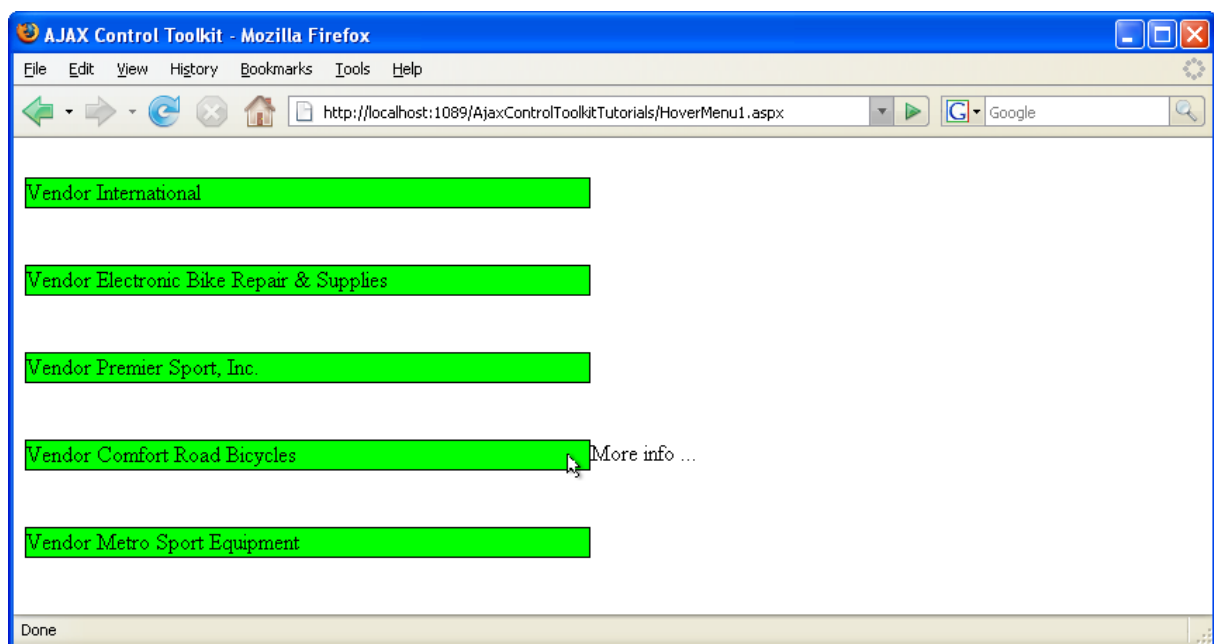 AJAX Control Toolkit - Mozilla Firefox
File Edit View History Bookmarks Tools Help
http://localhost:1089/AjaxControlToolkitTutorials/HoverMenu1.aspx G Google
Vendor International
Vendor Electronic Bike Repair & Supplies
Vendor Premier Sport, Inc.
Vendor Comfort Road Bicycles More info ...
Vendor Metro Sport Equipment
Done